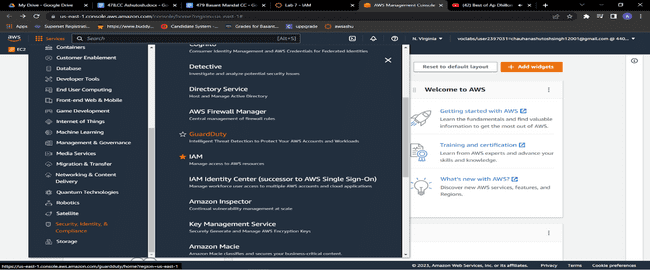 My Drive - Google Drive
478.CC Ashutosh.docx - Google D
479 Basant Mandal CC - Google
Lab 7 - IAM
AWS Management Console
(42) Best of Ap Dhillon
us-east-1.console.aws.amazon.com/console/home?region=us-east-1#
Apps
Support Registratio...
Candidate System -...
Grades for Basant...
upgrade
awsashu
aws
Services
Search
[Alt+S]
N. Virginia
EC2
Containers
Customer Enablement
Database
Developer Tools
End User Computing
Front-end Web & Mobile
Game Development
Internet of Things
Machine Learning
Management & Governance
Media Services
Migration & Transfer
Networking & Content
Delivery
Quantum Technologies
Robotics
Satellite
Security, Identity, &
Compliance
Storage
Cognito
Consumer Identity Management and AWS Credentials for Federated Identities
Detective
Investigate and analyze potential security issues
Directory Service
Host and Manage Active Directory
AWS Firewall Manager
Central management of firewall rules
GuardDuty
Intelligent Threat Detection to Protect Your AWS Accounts and Workloads
IAM
Manage access to AWS resources
IAM Identity Center (successor to AWS Single Sign-On)
Manage workforce user access to multiple AWS accounts and cloud applications
Amazon Inspector
Continual vulnerability management at scale
Key Management Service
Securely Generate and Manage AWS Encryption Keys
Amazon Macie
Amazon Macie classifies and secures your business-critical content.
Reset to default layout
Add widgets
Welcome to AWS
Getting started with AWS
Learn the fundamentals and find valuable
information to get the most out of AWS.
Training and certification
Learn from AWS experts and advance your
skills and knowledge.
What's new with AWS?
Discover new AWS services, features, and
Regions.
https://us-east-1.console.aws.amazon.com/guardduty/home?region=us-east-1
© 2023, Amazon Web Services, Inc. or its affiliates.
Privacy
Terms
Cookie preferences